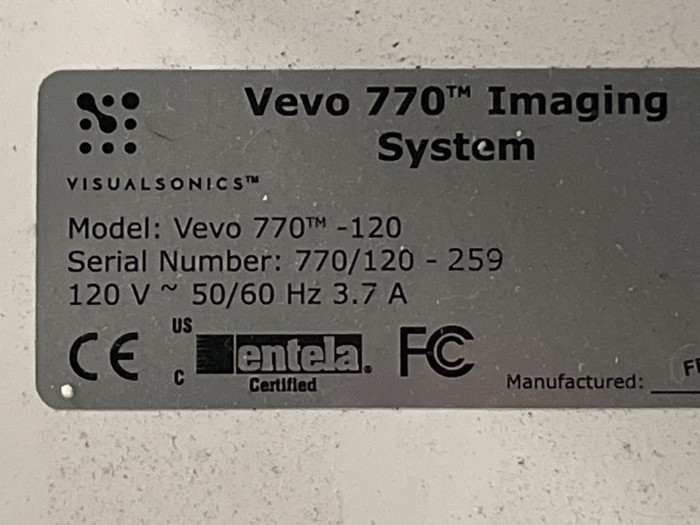 Vevo 770™ Imaging
System
VISUALSONICS™
Model: Vevo 770™ -120
Serial Number: 770/120 - 259
120 V ~ 50/60 Hz 3.7 A
CE
US
C
entela®
Certified
FC
Manufactured: